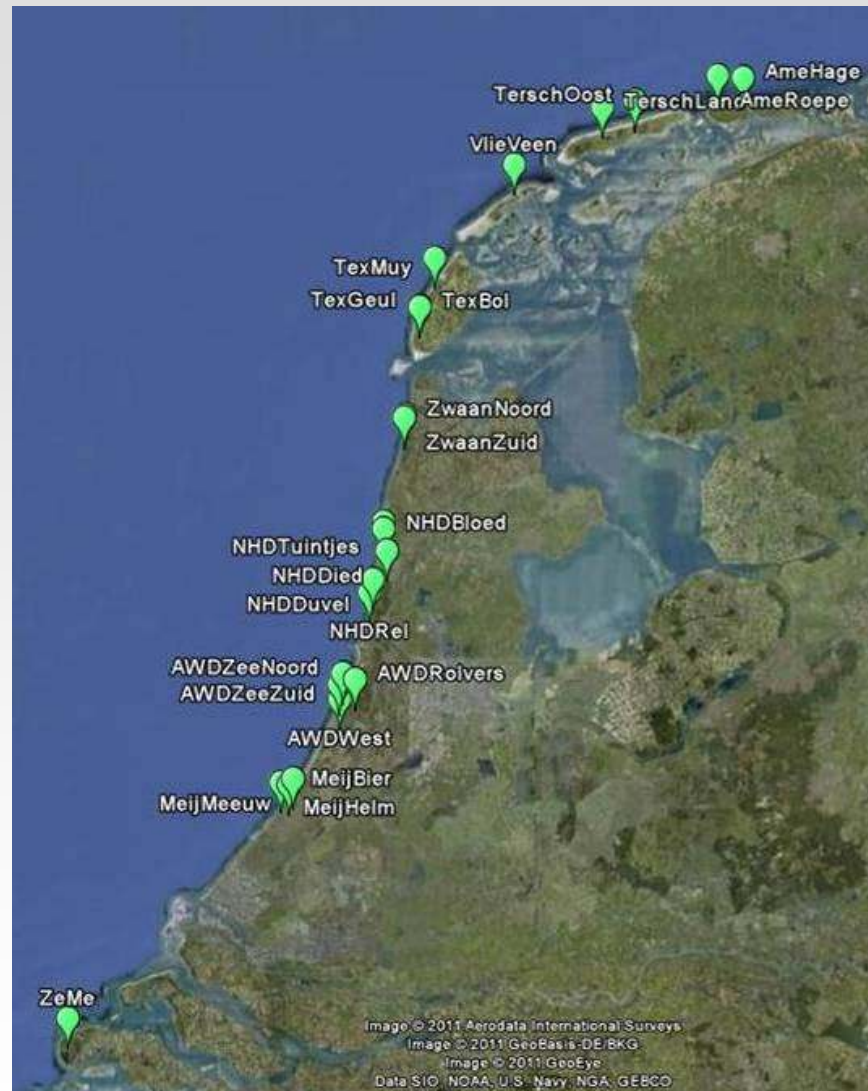 AmeHage
TerschOost
TerschLand
AmeRoepe
VlieVeen
TexMuy
TexGeul
TexBol
ZwaanNoord
ZwaanZuid
NHDBloed
NHDTuintjes
NHDDied
NHDDuvel
NHDRel
AWDZeeNoord
AWDRolvers
AWDZeeZuid
AWDWest
MeijBier
MeijMeeuw
MeijHelm
ZeMe
Image © 2011 Aerodata International Surveys
Image © 2011 GeoBasis-DE/BKG
Image © 2011 GeoEye
Data SIO, NOAA, U.S. Navy, NGA, GEBCO